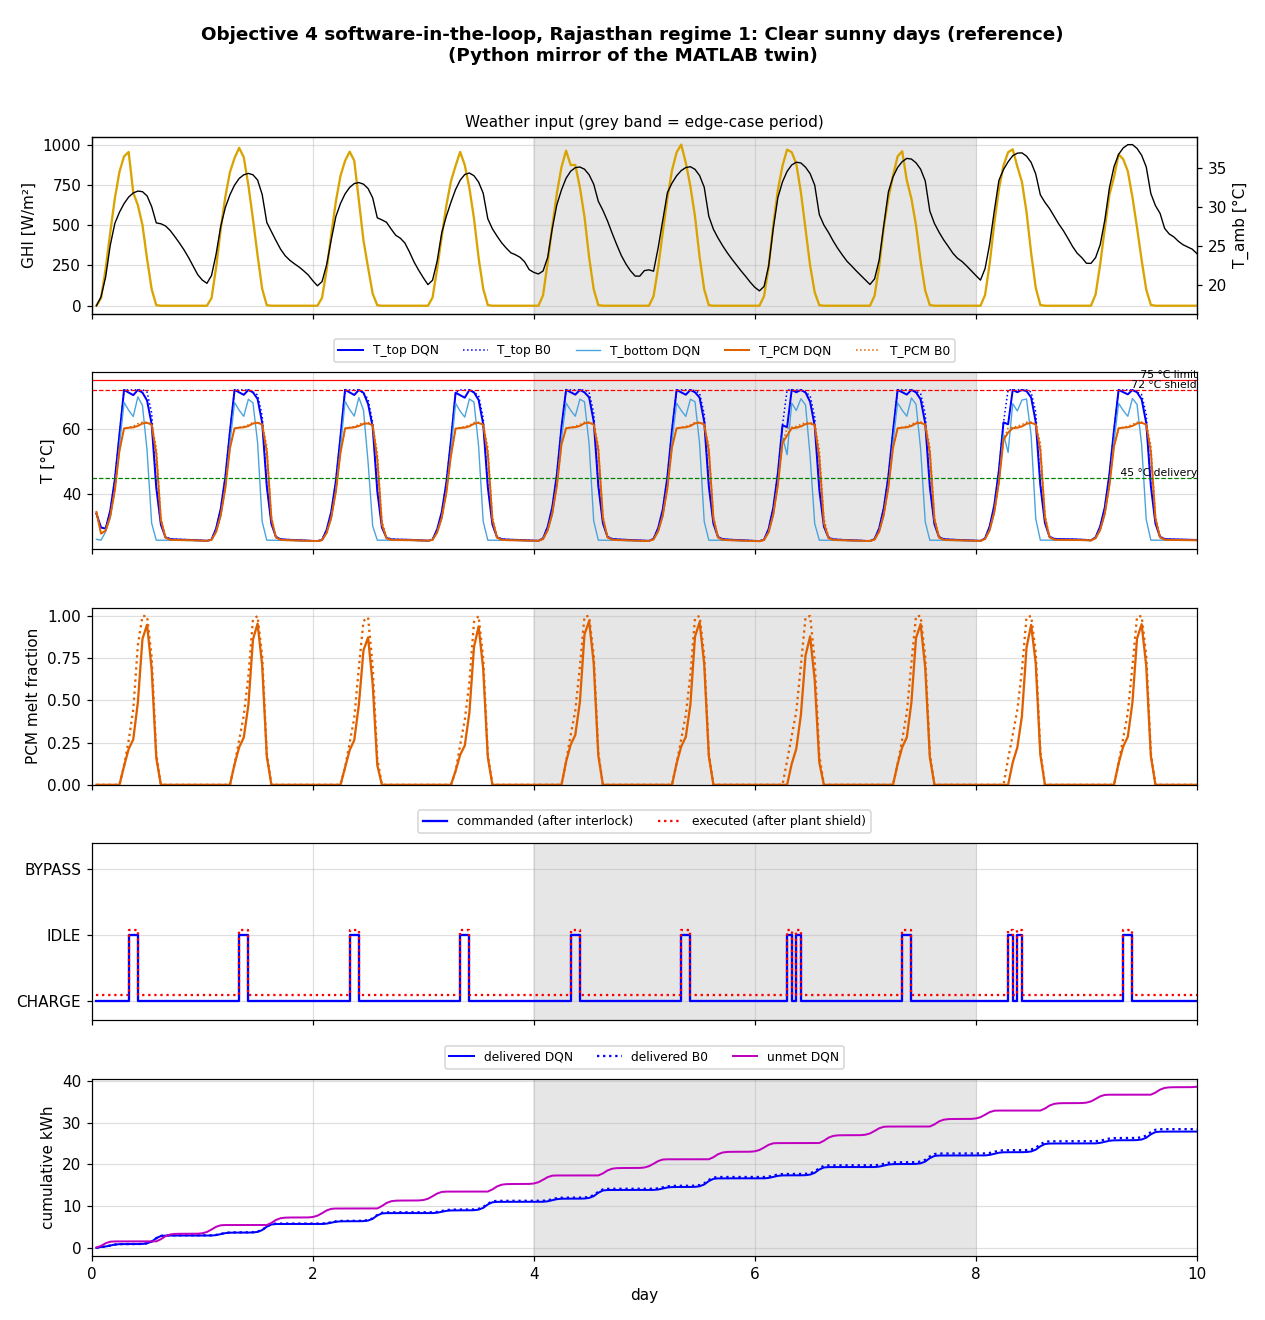 Objective 4 software-in-the-loop, Rajasthan regime 1: Clear sunny days (reference)
(Python mirror of the MATLAB twin)
Weather input (grey band = edge-case period)
GHI [W/m²]
1000
750
500
250
0
T_amb [°C]
35
30
25
20
T_top DQN
T_top B0
T_bottom DQN
T_PCM DQN
T_PCM B0
T [°C]
60
40
75 °C limit
72 °C shield
45 °C delivery
PCM melt fraction
1.00
0.75
0.50
0.25
0.00
commanded (after interlock)
executed (after plant shield)
BYPASS
IDLE
CHARGE
delivered DQN
delivered B0
unmet DQN
cumulative kWh
40
30
20
10
0
0
2
4
6
8
10
day